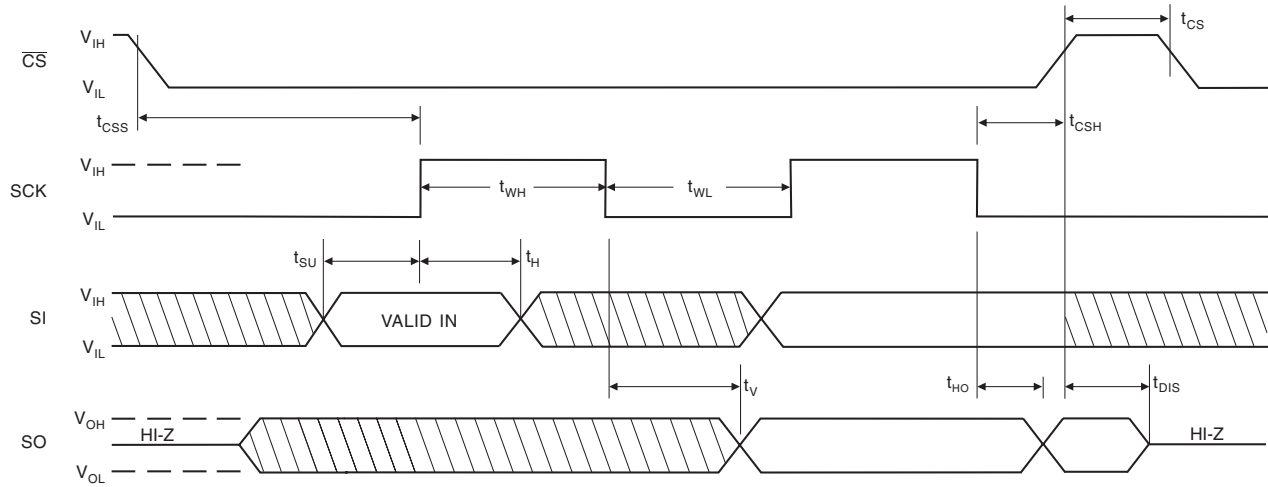 t_CS
V_IH
C̅S̅
V_IL
t_CSS
t_CSH
V_IH
SCK
t_WH
t_WL
V_IL
t_SU
t_H
V_IH
SI
VALID IN
V_IL
t_V
t_HO
t_DIS
V_OH
SO
HI-Z
HI-Z
V_OL